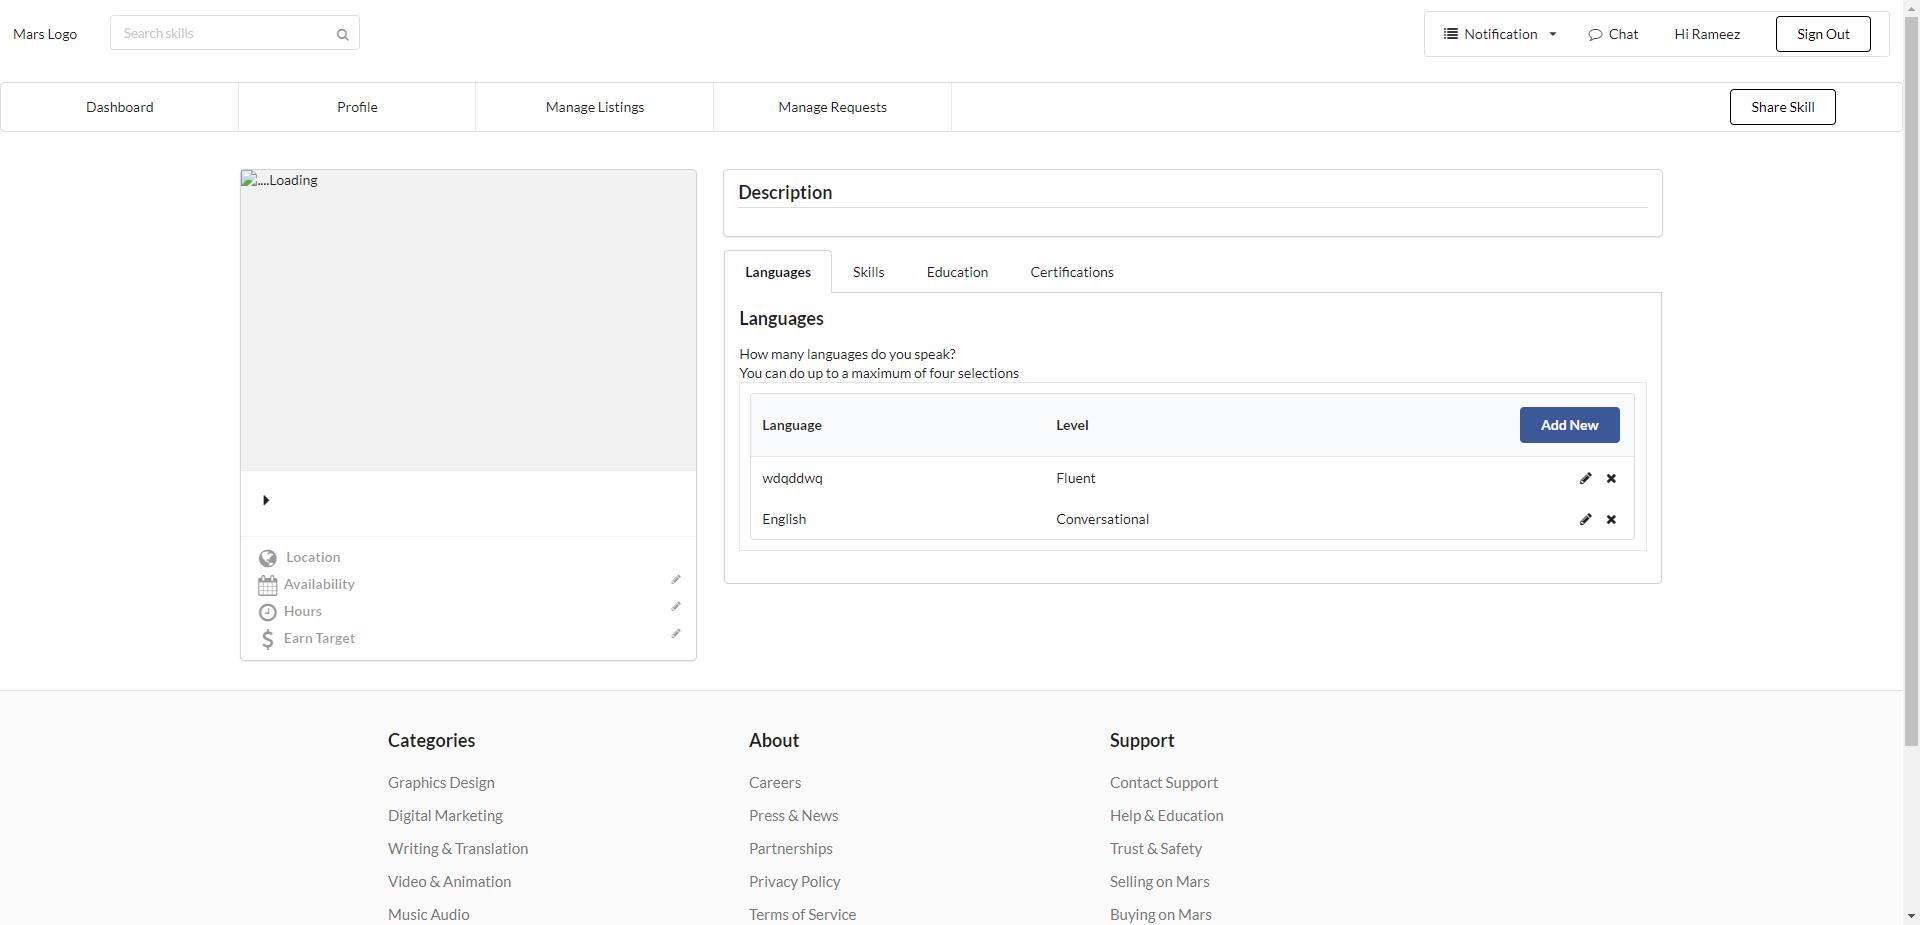 Mars Logo
Search skills
Notification
Chat
Hi Rameez
Sign Out
Dashboard
Profile
Manage Listings
Manage Requests
Share Skill
....Loading
Location
Availability
Hours
Earn Target
Description
Languages
Skills
Education
Certifications
Languages
How many languages do you speak?
You can do up to a maximum of four selections
Language
Level
Add New
wdqddwq
Fluent
English
Conversational
Categories
Graphics Design
Digital Marketing
Writing & Translation
Video & Animation
Music Audio
About
Careers
Press & News
Partnerships
Privacy Policy
Terms of Service
Support
Contact Support
Help & Education
Trust & Safety
Selling on Mars
Buying on Mars